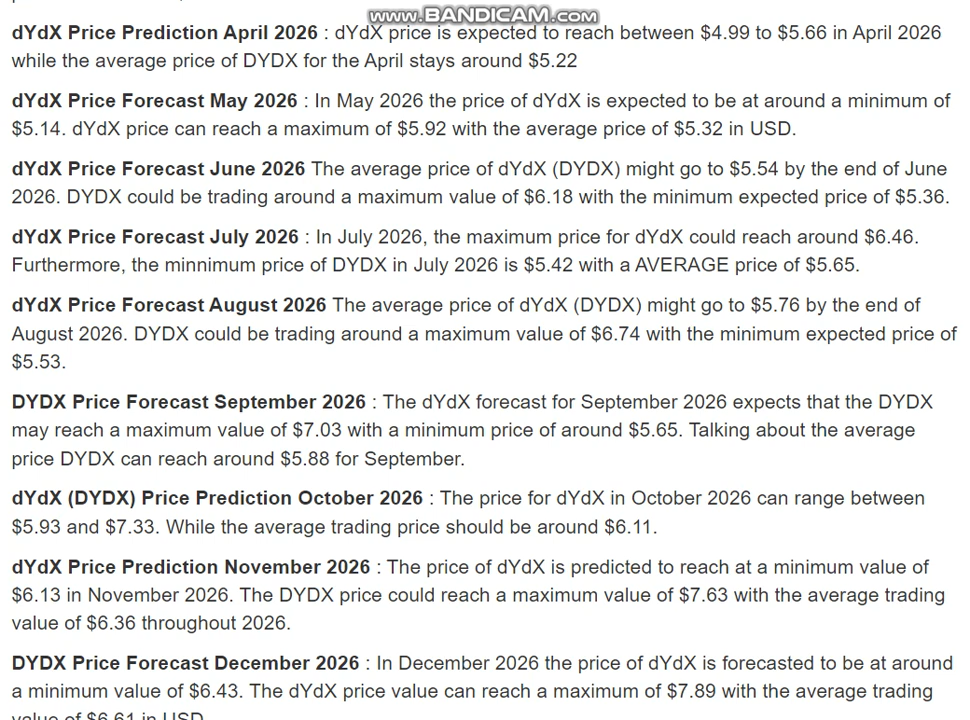 www.BANDICAM.com
dYdX Price Prediction April 2026 : dYdX price is expected to reach between $4.99 to $5.66 in April 2026
while the average price of DYDX for the April stays around $5.22
dYdX Price Forecast May 2026 : In May 2026 the price of dYdX is expected to be at around a minimum of
$5.14. dYdX price can reach a maximum of $5.92 with the average price of $5.32 in USD.
dYdX Price Forecast June 2026 The average price of dYdX (DYDX) might go to $5.54 by the end of June
2026. DYDX could be trading around a maximum value of $6.18 with the minimum expected price of $5.36.
dYdX Price Forecast July 2026 : In July 2026, the maximum price for dYdX could reach around $6.46.
Furthermore, the minnimum price of DYDX in July 2026 is $5.42 with a AVERAGE price of $5.65.
dYdX Price Forecast August 2026 The average price of dYdX (DYDX) might go to $5.76 by the end of
August 2026. DYDX could be trading around a maximum value of $6.74 with the minimum expected price of
$5.53.
DYDX Price Forecast September 2026 : The dYdX forecast for September 2026 expects that the DYDX
may reach a maximum value of $7.03 with a minimum price of around $5.65. Talking about the average
price DYDX can reach around $5.88 for September.
dYdX (DYDX) Price Prediction October 2026 : The price for dYdX in October 2026 can range between
$5.93 and $7.33. While the average trading price should be around $6.11.
dYdX Price Prediction November 2026 : The price of dYdX is predicted to reach at a minimum value of
$6.13 in November 2026. The DYDX price could reach a maximum value of $7.63 with the average trading
value of $6.36 throughout 2026.
DYDX Price Forecast December 2026 : In December 2026 the price of dYdX is forecasted to be at around
a minimum value of $6.43. The dYdX price value can reach a maximum of $7.89 with the average trading
value of $6.61 in USD.